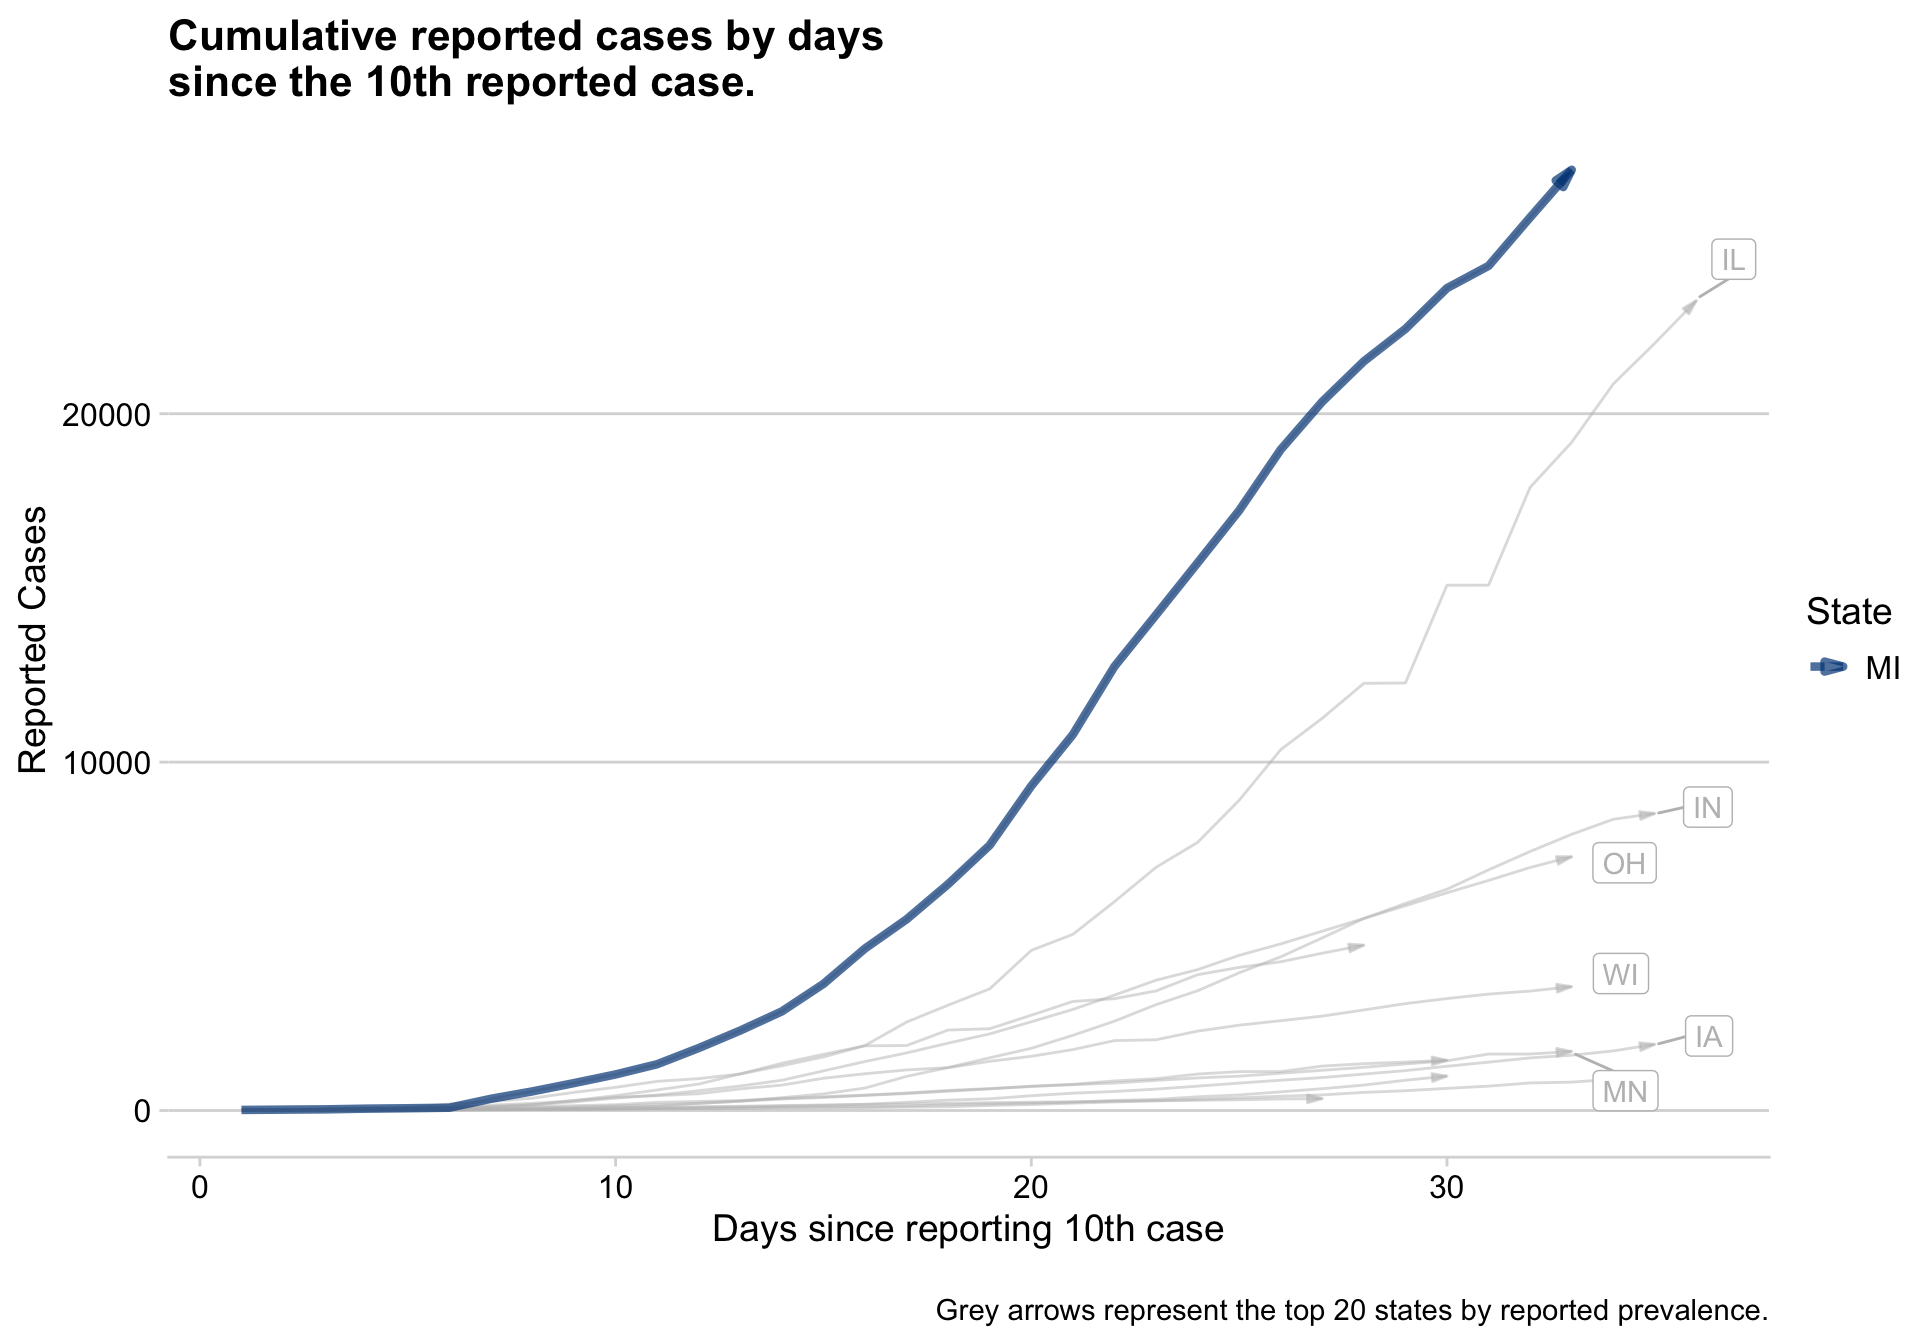 Cumulative reported cases by days
since the 10th reported case.
IL
20000
Reported Cases
State
MI
10000
IN
OH
WI
IA
MN
0
0 10 20 30
Days since reporting 10th case
Grey arrows represent the top 20 states by reported prevalence.